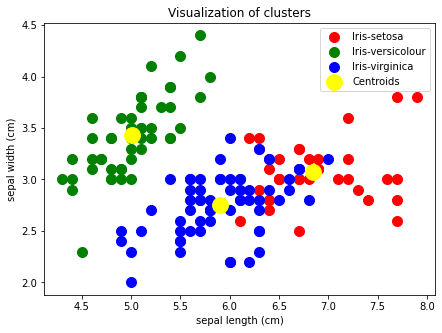 Visualization of clusters
4.5
4.0
3.5
3.0
2.5
2.0
sepal width (cm)
Iris-setosa
Iris-versicolour
Iris-virginica
Centroids
4.5 5.0 5.5 6.0 6.5 7.0 7.5 8.0
sepal length (cm)